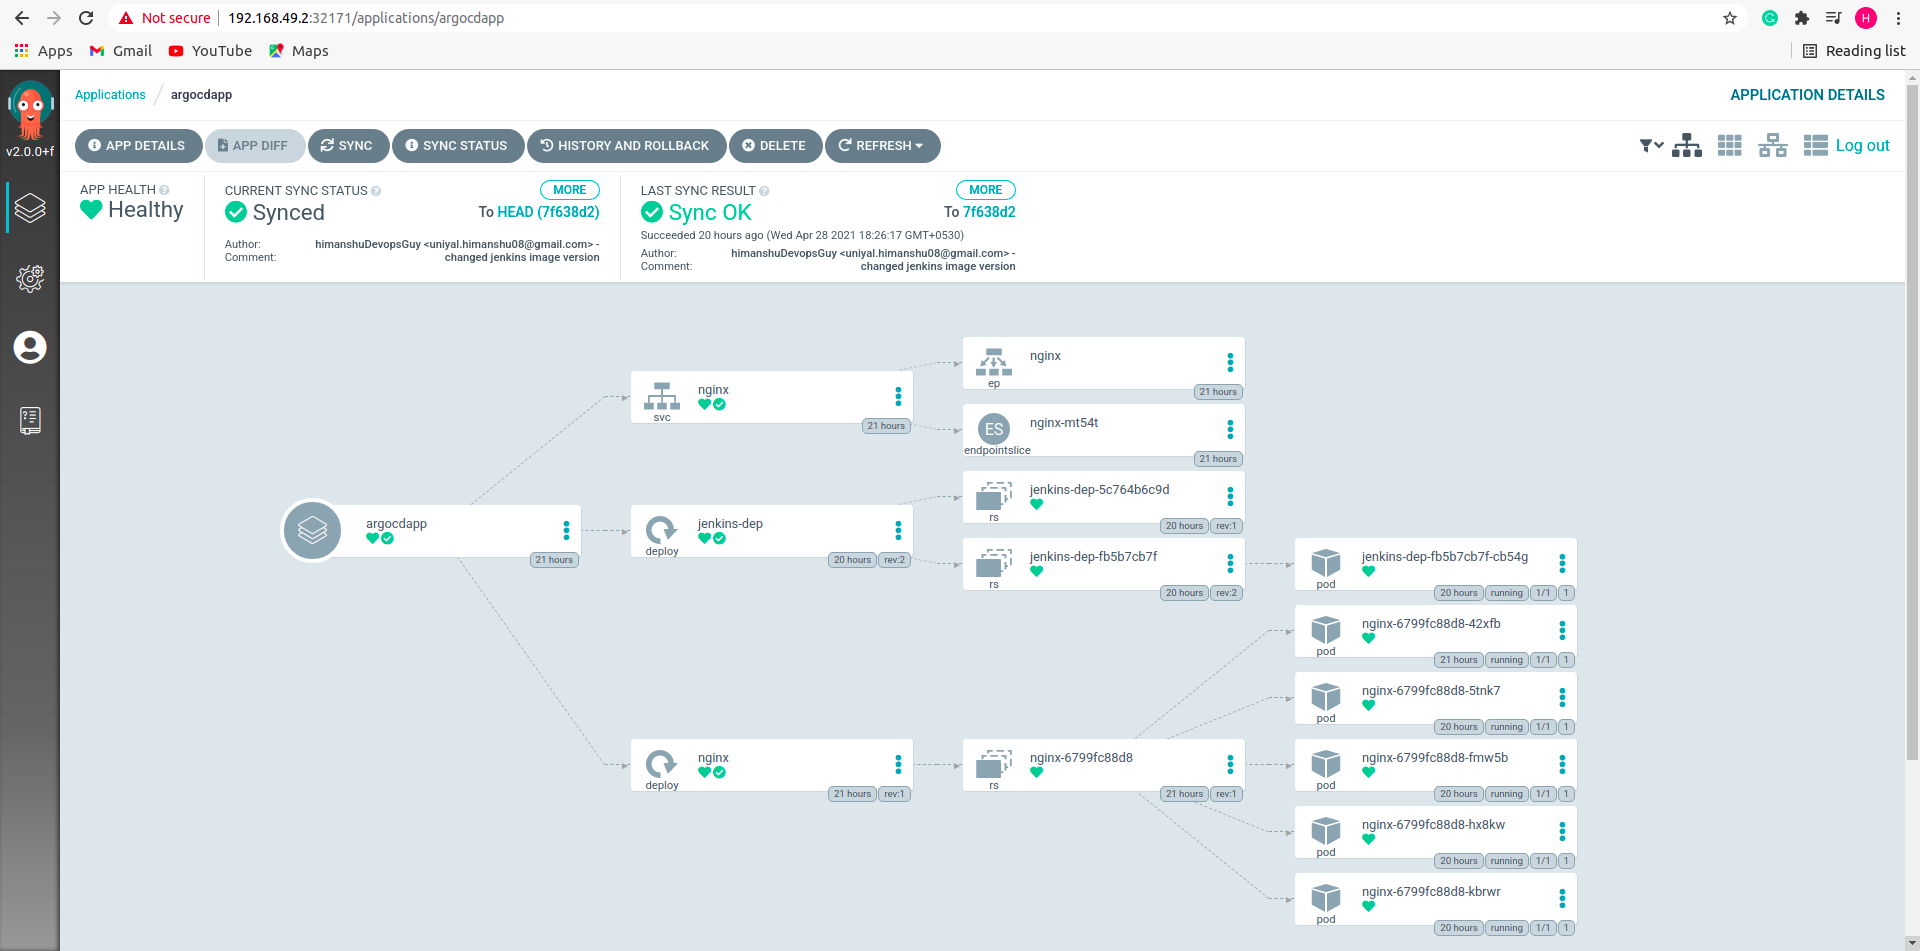 Not secure | 192.168.49.2:32171/applications/argocdapp
H
Apps Gmail YouTube Maps Reading list
v2.0.0+f
Applications / argocdapp APPLICATION DETAILS
APP DETAILS APP DIFF SYNC SYNC STATUS HISTORY AND ROLLBACK DELETE REFRESH Log out
APP HEALTH
Healthy
CURRENT SYNC STATUS MORE
Synced To HEAD (7f638d2)
Author: himanshuDevopsGuy <uniyal.himanshu08@gmail.com> -
Comment: changed jenkins image version
LAST SYNC RESULT MORE
Sync OK To 7f638d2
Succeeded 20 hours ago (Wed Apr 28 2021 18:26:17 GMT+0530)
Author: himanshuDevopsGuy <uniyal.himanshu08@gmail.com> -
Comment: changed jenkins image version
argocdapp
21 hours
nginx
svc
21 hours
jenkins-dep
deploy
20 hours rev:2
nginx
deploy
21 hours rev:1
nginx
ep
21 hours
ES
nginx-mt54t
endpointslice
21 hours
jenkins-dep-5c764b6c9d
rs
20 hours rev:1
jenkins-dep-fb5b7cb7f
rs
20 hours rev:2
nginx-6799fc88d8
rs
21 hours rev:1
jenkins-dep-fb5b7cb7f-cb54g
pod
20 hours running 1/1 1
nginx-6799fc88d8-42xfb
pod
21 hours running 1/1 1
nginx-6799fc88d8-5tnk7
pod
20 hours running 1/1 1
nginx-6799fc88d8-fmw5b
pod
20 hours running 1/1 1
nginx-6799fc88d8-hx8kw
pod
20 hours running 1/1 1
nginx-6799fc88d8-kbrwr
pod
20 hours running 1/1 1